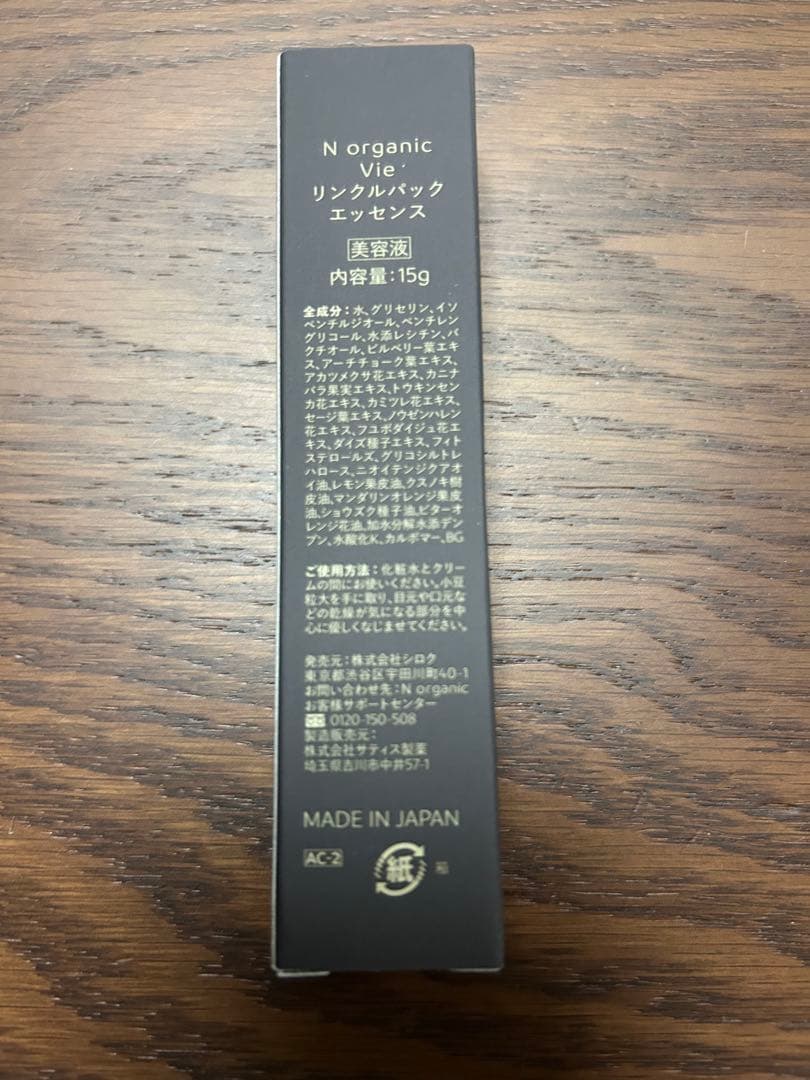 N organic
Vie
リンクルパック
エッセンス
美容液
内容量：15g
全成分：水、グリセリン、イソ
ペンチルジオール、ペンチレン
グリコール、水添レシチン、バ
クチオール、ビルベリー葉エキ
ス、アーチチョーク葉エキス、
アカツメクサ花エキス、カニナ
バラ果実エキス、トウキンセン
カ花エキス、カミツレ花エキス、
セージ葉エキス、ノウゼンハレン
花エキス、フユボダイジュ花エ
キス、ダイズ種子エキス、フィト
ステロールズ、グリコシルトレ
ハロース、ニオイテンジクアオ
イ油、レモン果皮油、クスノキ樹
皮油、マンダリンオレンジ果皮
油、ショウズク種子油、ビターオ
レンジ花油、加水分解水添デン
プン、水酸化K、カルボマー、BG
ご使用方法：化粧水とクリー
ムの間にお使いください。小豆
粒大を手に取り、目元や口元な
どの乾燥が気になる部分を中
心に優しくなじませてください。
発売元：株式会社シロク
東京都渋谷区宇田川町40-1
お問い合わせ先：N organic
お客様サポートセンター
0120-150-508
製造販売元：
株式会社サティス製薬
埼玉県吉川市中井57-1
MADE IN JAPAN
AC-2
紙